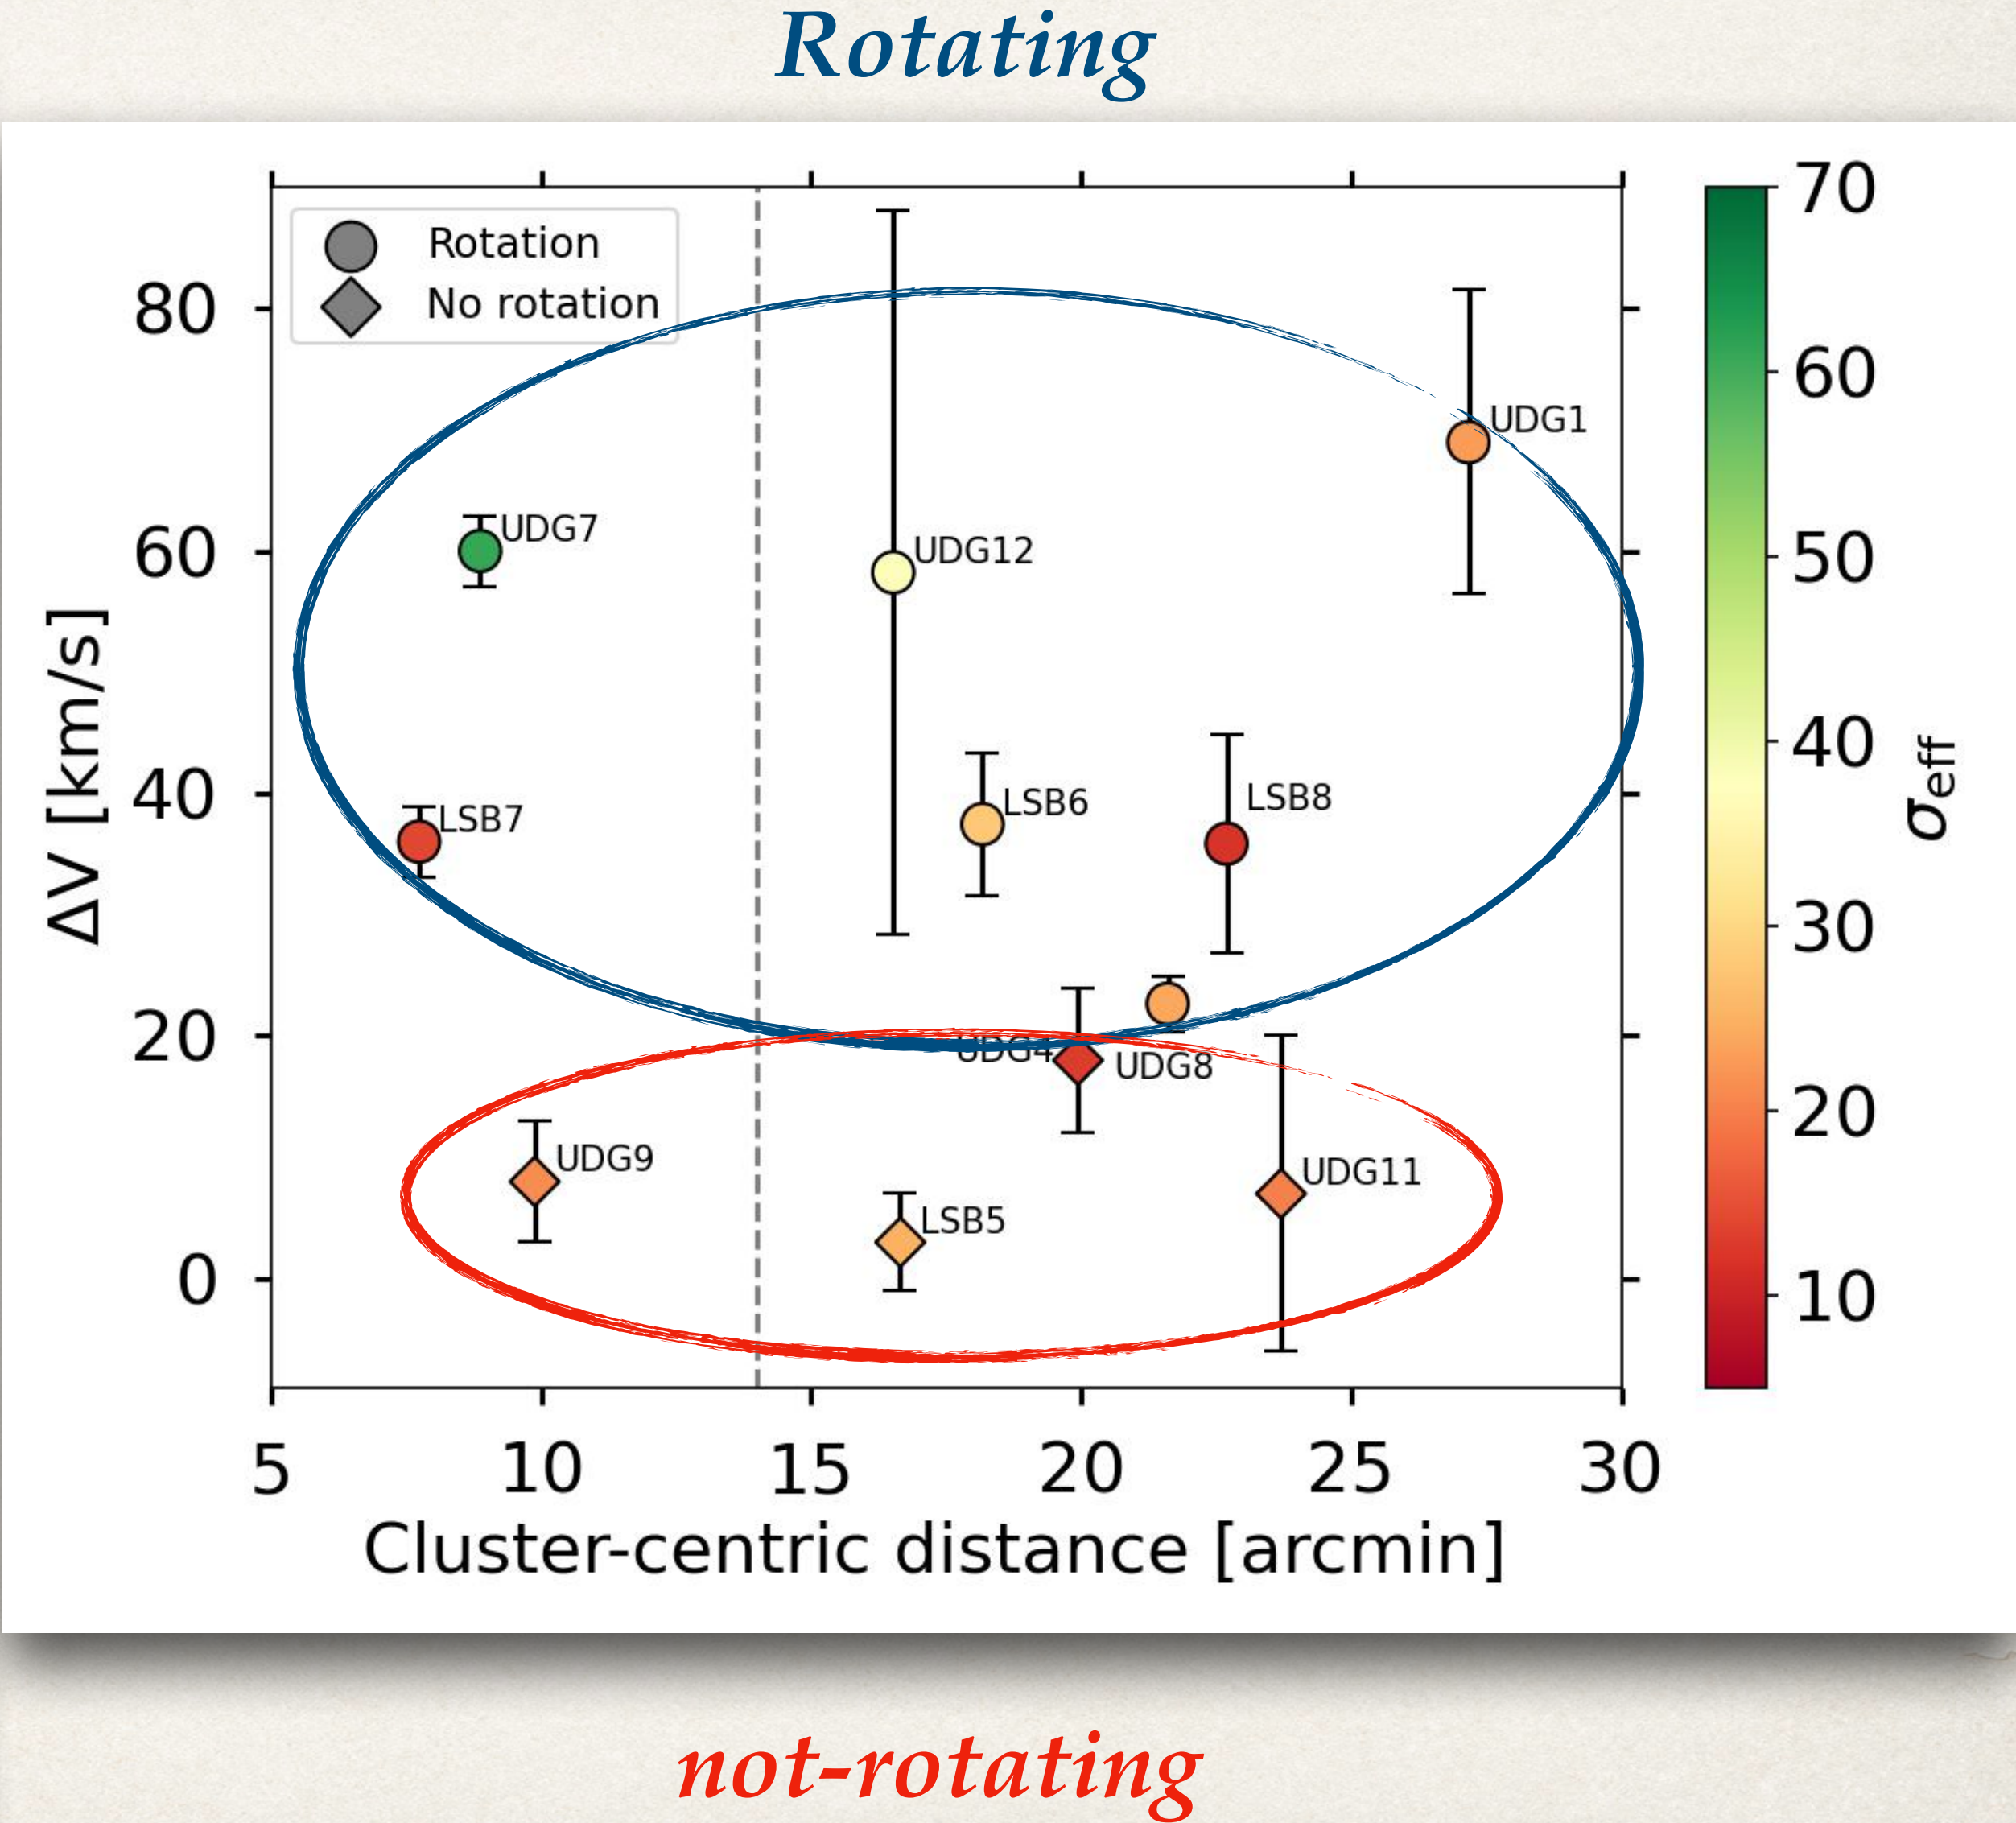 Rotating
Rotation
No rotation
80
60
40
20
0
ΔV [km/s]
UDG1
UDG7
UDG12
LSB7
LSB6
LSB8
UDG4
UDG8
UDG9
LSB5
UDG11
5 10 15 20 25 30
Cluster-centric distance [arcmin]
70
60
50
40
30
20
10
σeff
not-rotating